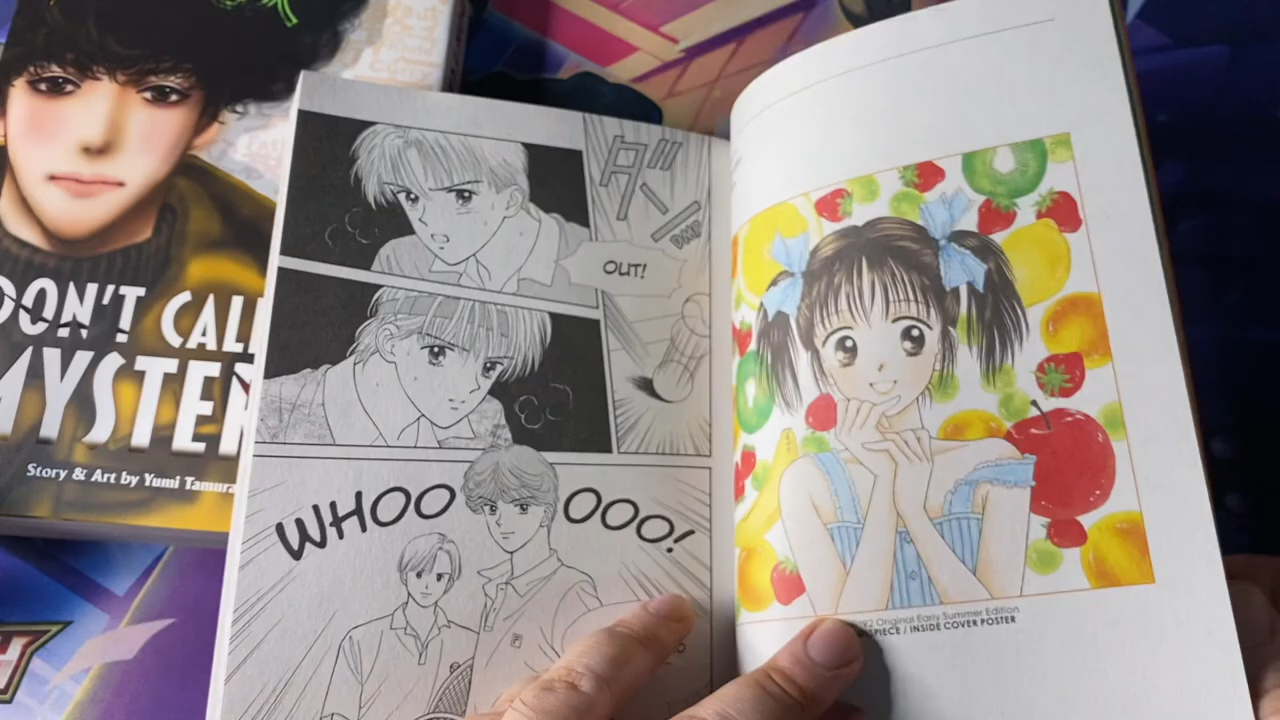 DON'T CALL
MYSTER
Story & Art by Yumi Tamura
ダン
DMP
OUT!
WHOO
OOO!
Original Early Summer Edition
INSIDE COVER POSTER